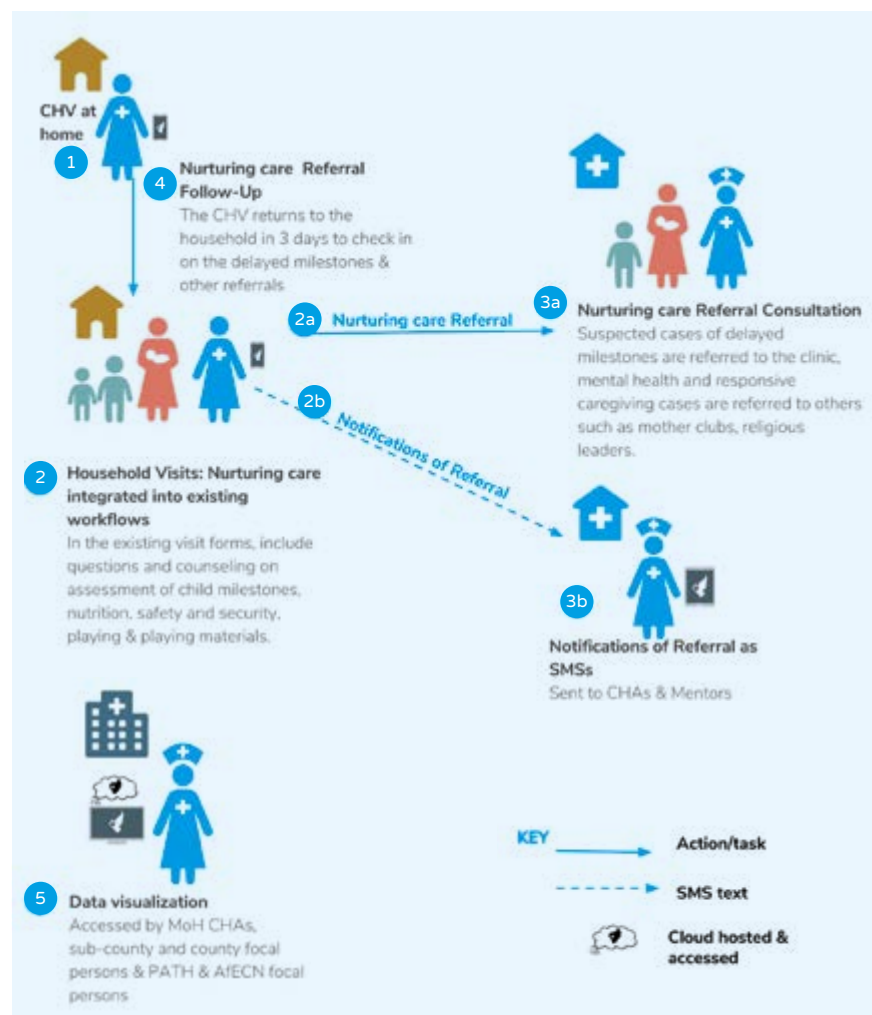 CHV at
home
1
4
Nurturing care Referral
Follow-Up
The CHV returns to the
household in 3 days to check in
on the delayed milestones &
other referrals
2a
Nurturing care Referral
3a
Nurturing care Referral Consultation
Suspected cases of delayed
milestones are referred to the clinic,
mental health and responsive
caregiving cases are referred to others
such as mother clubs, religious
leaders.
2b
Notifications of Referral
2
Household Visits: Nurturing care
integrated into existing
workflows
In the existing visit forms, include
questions and counseling on
assessment of child milestones,
nutrition, safety and security,
playing & playing materials.
3b
Notifications of Referral as
SMSs
Sent to CHAs & Mentors
5
Data visualization
Accessed by MoH CHAs,
sub-county and county focal
persons & PATH & AfECN focal
persons
KEY
Action/task
SMS text
Cloud hosted &
accessed